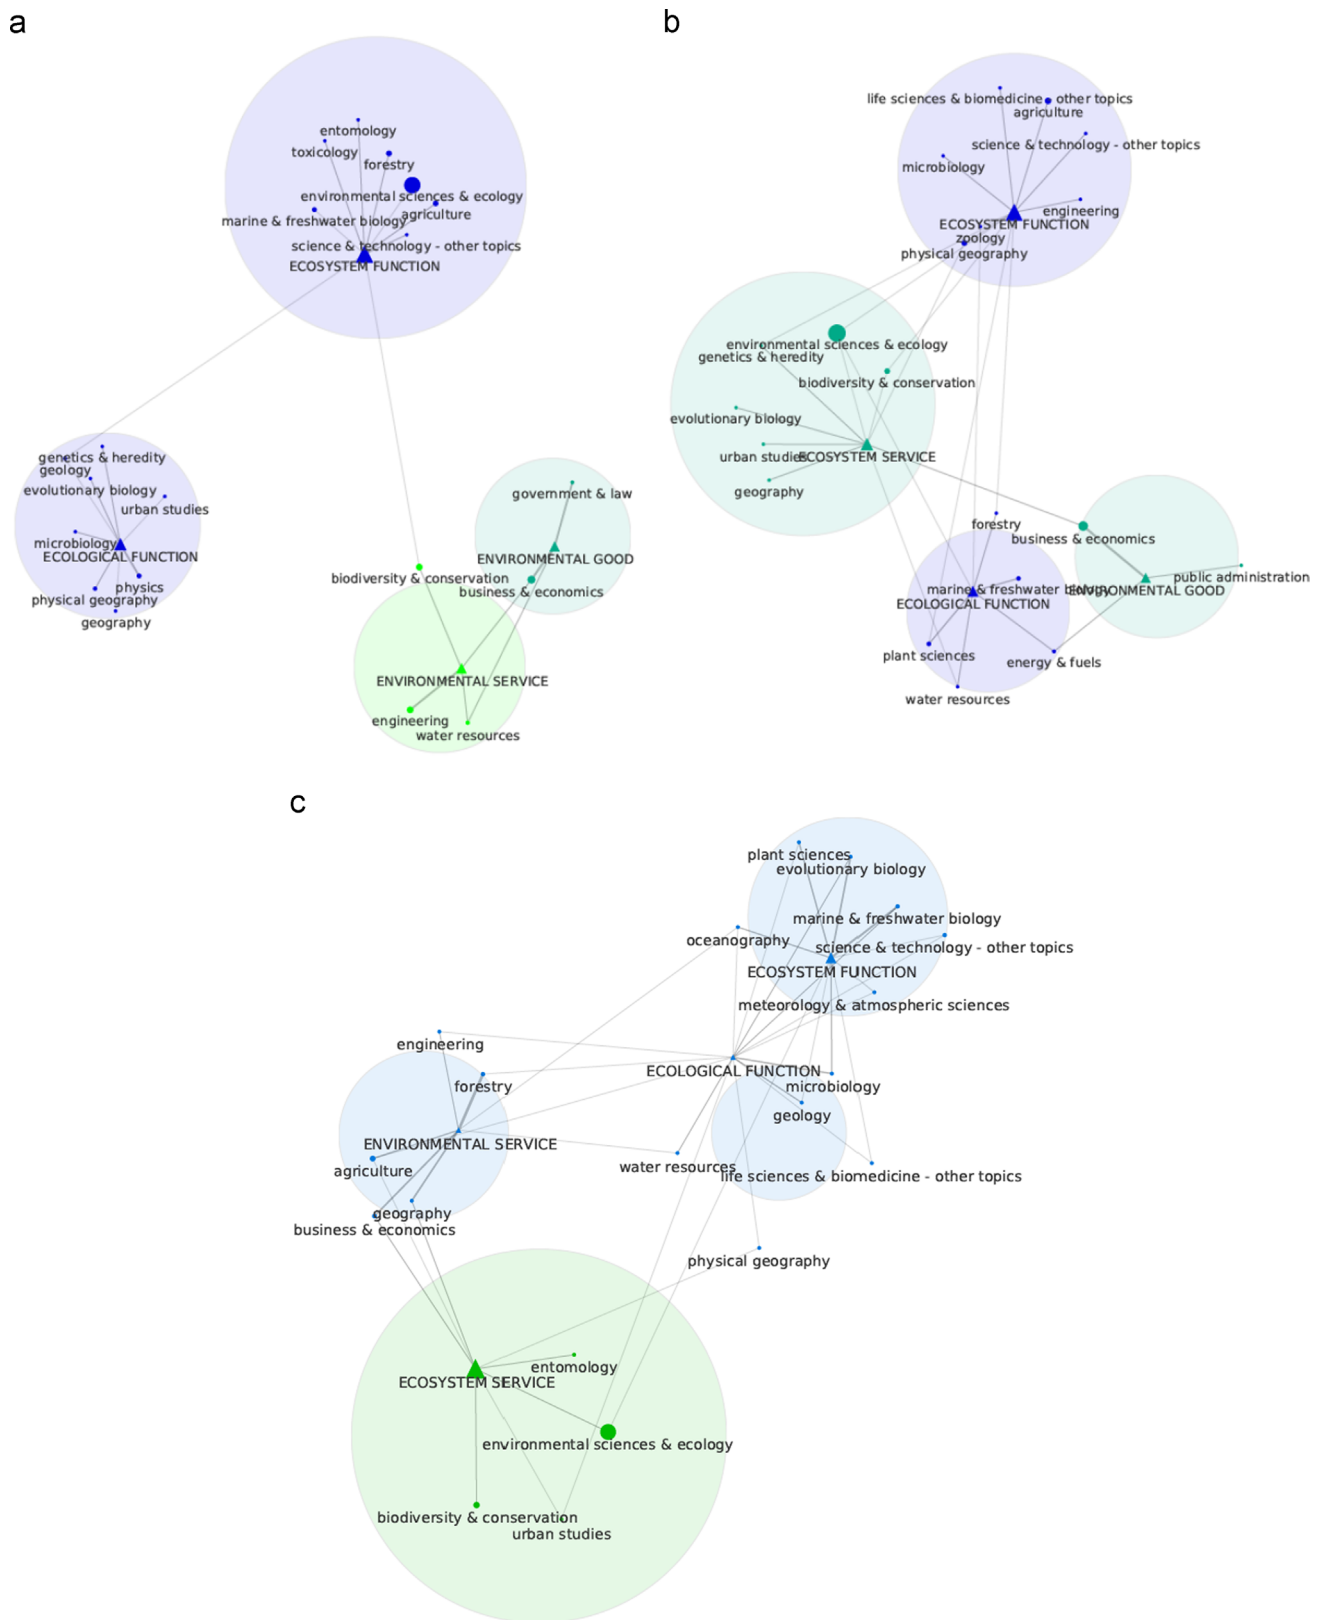 a
entomology
toxicology
forestry
environmental sciences & ecology
agriculture
marine & freshwater biology
science & technology - other topics
ECOSYSTEM FUNCTION
genetics & heredity
geology
evolutionary biology
urban studies
microbiology
ECOLOGICAL FUNCTION
physics
physical geography
geography
government & law
ENVIRONMENTAL GOOD
biodiversity & conservation
business & economics
ENVIRONMENTAL SERVICE
engineering
water resources
b
life sciences & biomedicine - other topics
agriculture
science & technology - other topics
microbiology
engineering
ECOSYSTEM FUNCTION
zoology
physical geography
environmental sciences & ecology
genetics & heredity
biodiversity & conservation
evolutionary biology
urban studies
ECOSYSTEM SERVICE
geography
forestry
business & economics
public administration
marine & freshwater biology
ENVIRONMENTAL GOOD
ECOLOGICAL FUNCTION
plant sciences
energy & fuels
water resources
c
plant sciences
evolutionary biology
marine & freshwater biology
oceanography
science & technology - other topics
ECOSYSTEM FUNCTION
meteorology & atmospheric sciences
engineering
ECOLOGICAL FUNCTION
forestry
microbiology
geology
ENVIRONMENTAL SERVICE
agriculture
water resources
life sciences & biomedicine - other topics
geography
business & economics
physical geography
entomology
ECOSYSTEM SERVICE
environmental sciences & ecology
biodiversity & conservation
urban studies